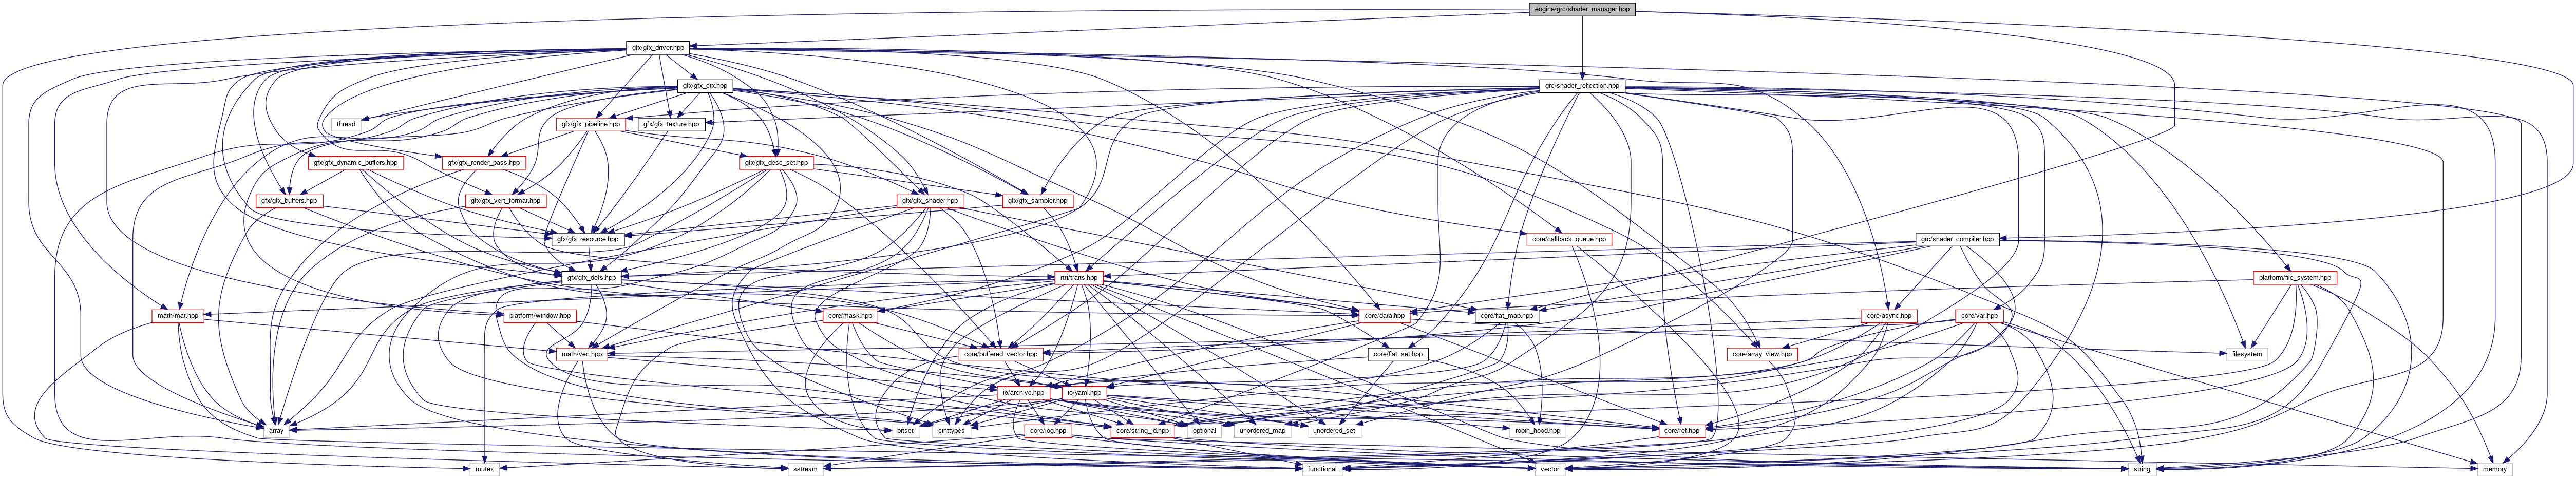 engine/grc/shader_manager.hpp
gfx/gfx_driver.hpp
gfx/gfx_ctx.hpp
grc/shader_reflection.hpp
thread
gfx/gfx_pipeline.hpp
gfx/gfx_texture.hpp
gfx/gfx_dynamic_buffers.hpp
gfx/gfx_render_pass.hpp
gfx/gfx_desc_set.hpp
gfx/gfx_buffers.hpp
gfx/gfx_vert_format.hpp
gfx/gfx_shader.hpp
gfx/gfx_sampler.hpp
gfx/gfx_resource.hpp
core/callback_queue.hpp
grc/shader_compiler.hpp
gfx/gfx_defs.hpp
rtti/traits.hpp
platform/file_system.hpp
math/mat.hpp
platform/window.hpp
core/mask.hpp
core/data.hpp
core/flat_map.hpp
core/async.hpp
core/var.hpp
math/vec.hpp
core/buffered_vector.hpp
core/flat_set.hpp
core/array_view.hpp
filesystem
io/archive.hpp
io/yaml.hpp
array
bitset
cinttypes
core/log.hpp
core/string_id.hpp
optional
unordered_map
unordered_set
robin_hood.hpp
core/ref.hpp
mutex
sstream
functional
vector
string
memory